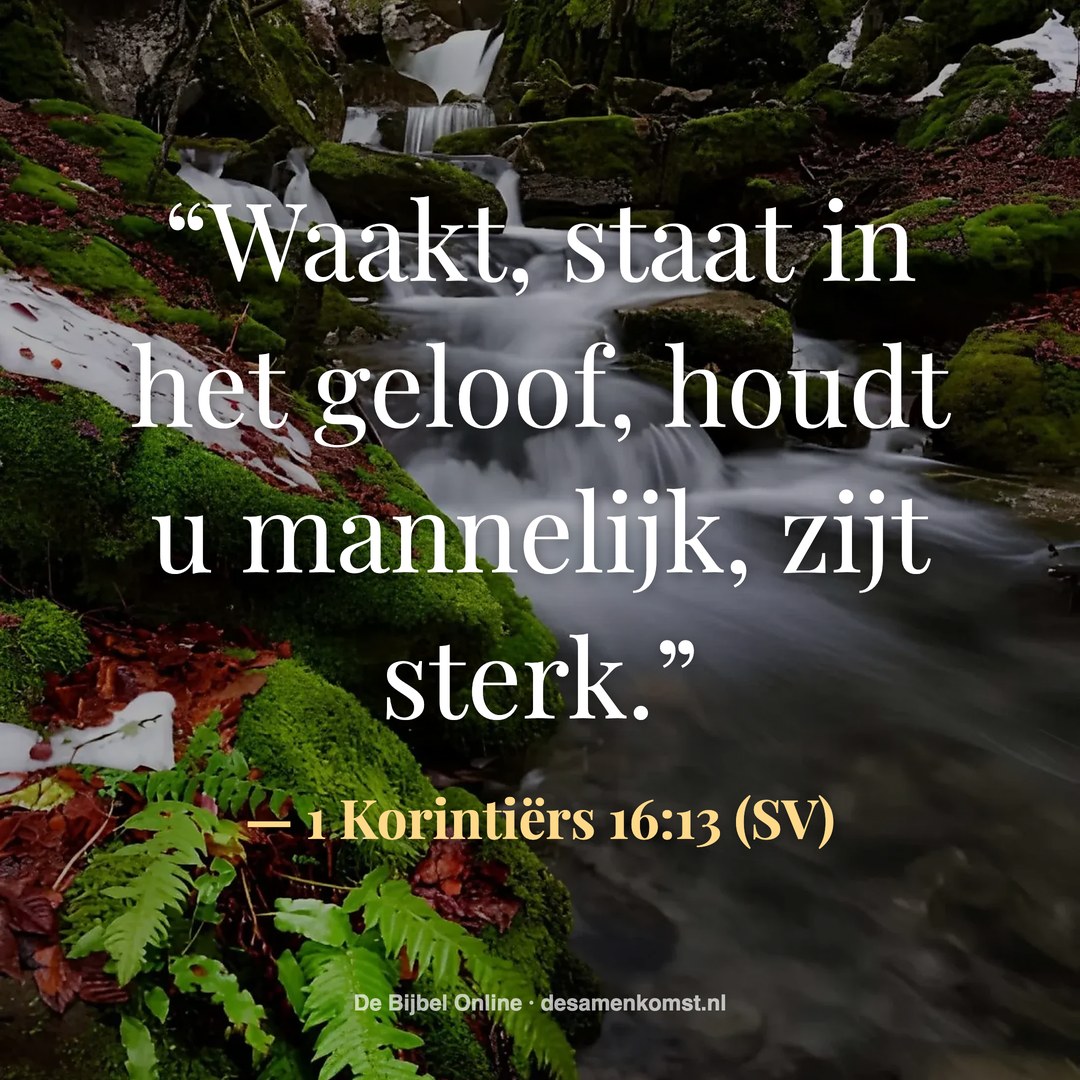 “Waakt, staat in
het geloof, houdt
u mannelijk, zijt
sterk.”
— 1 Korintiërs 16:13 (SV)
De Bijbel Online · desamenkomst.nl